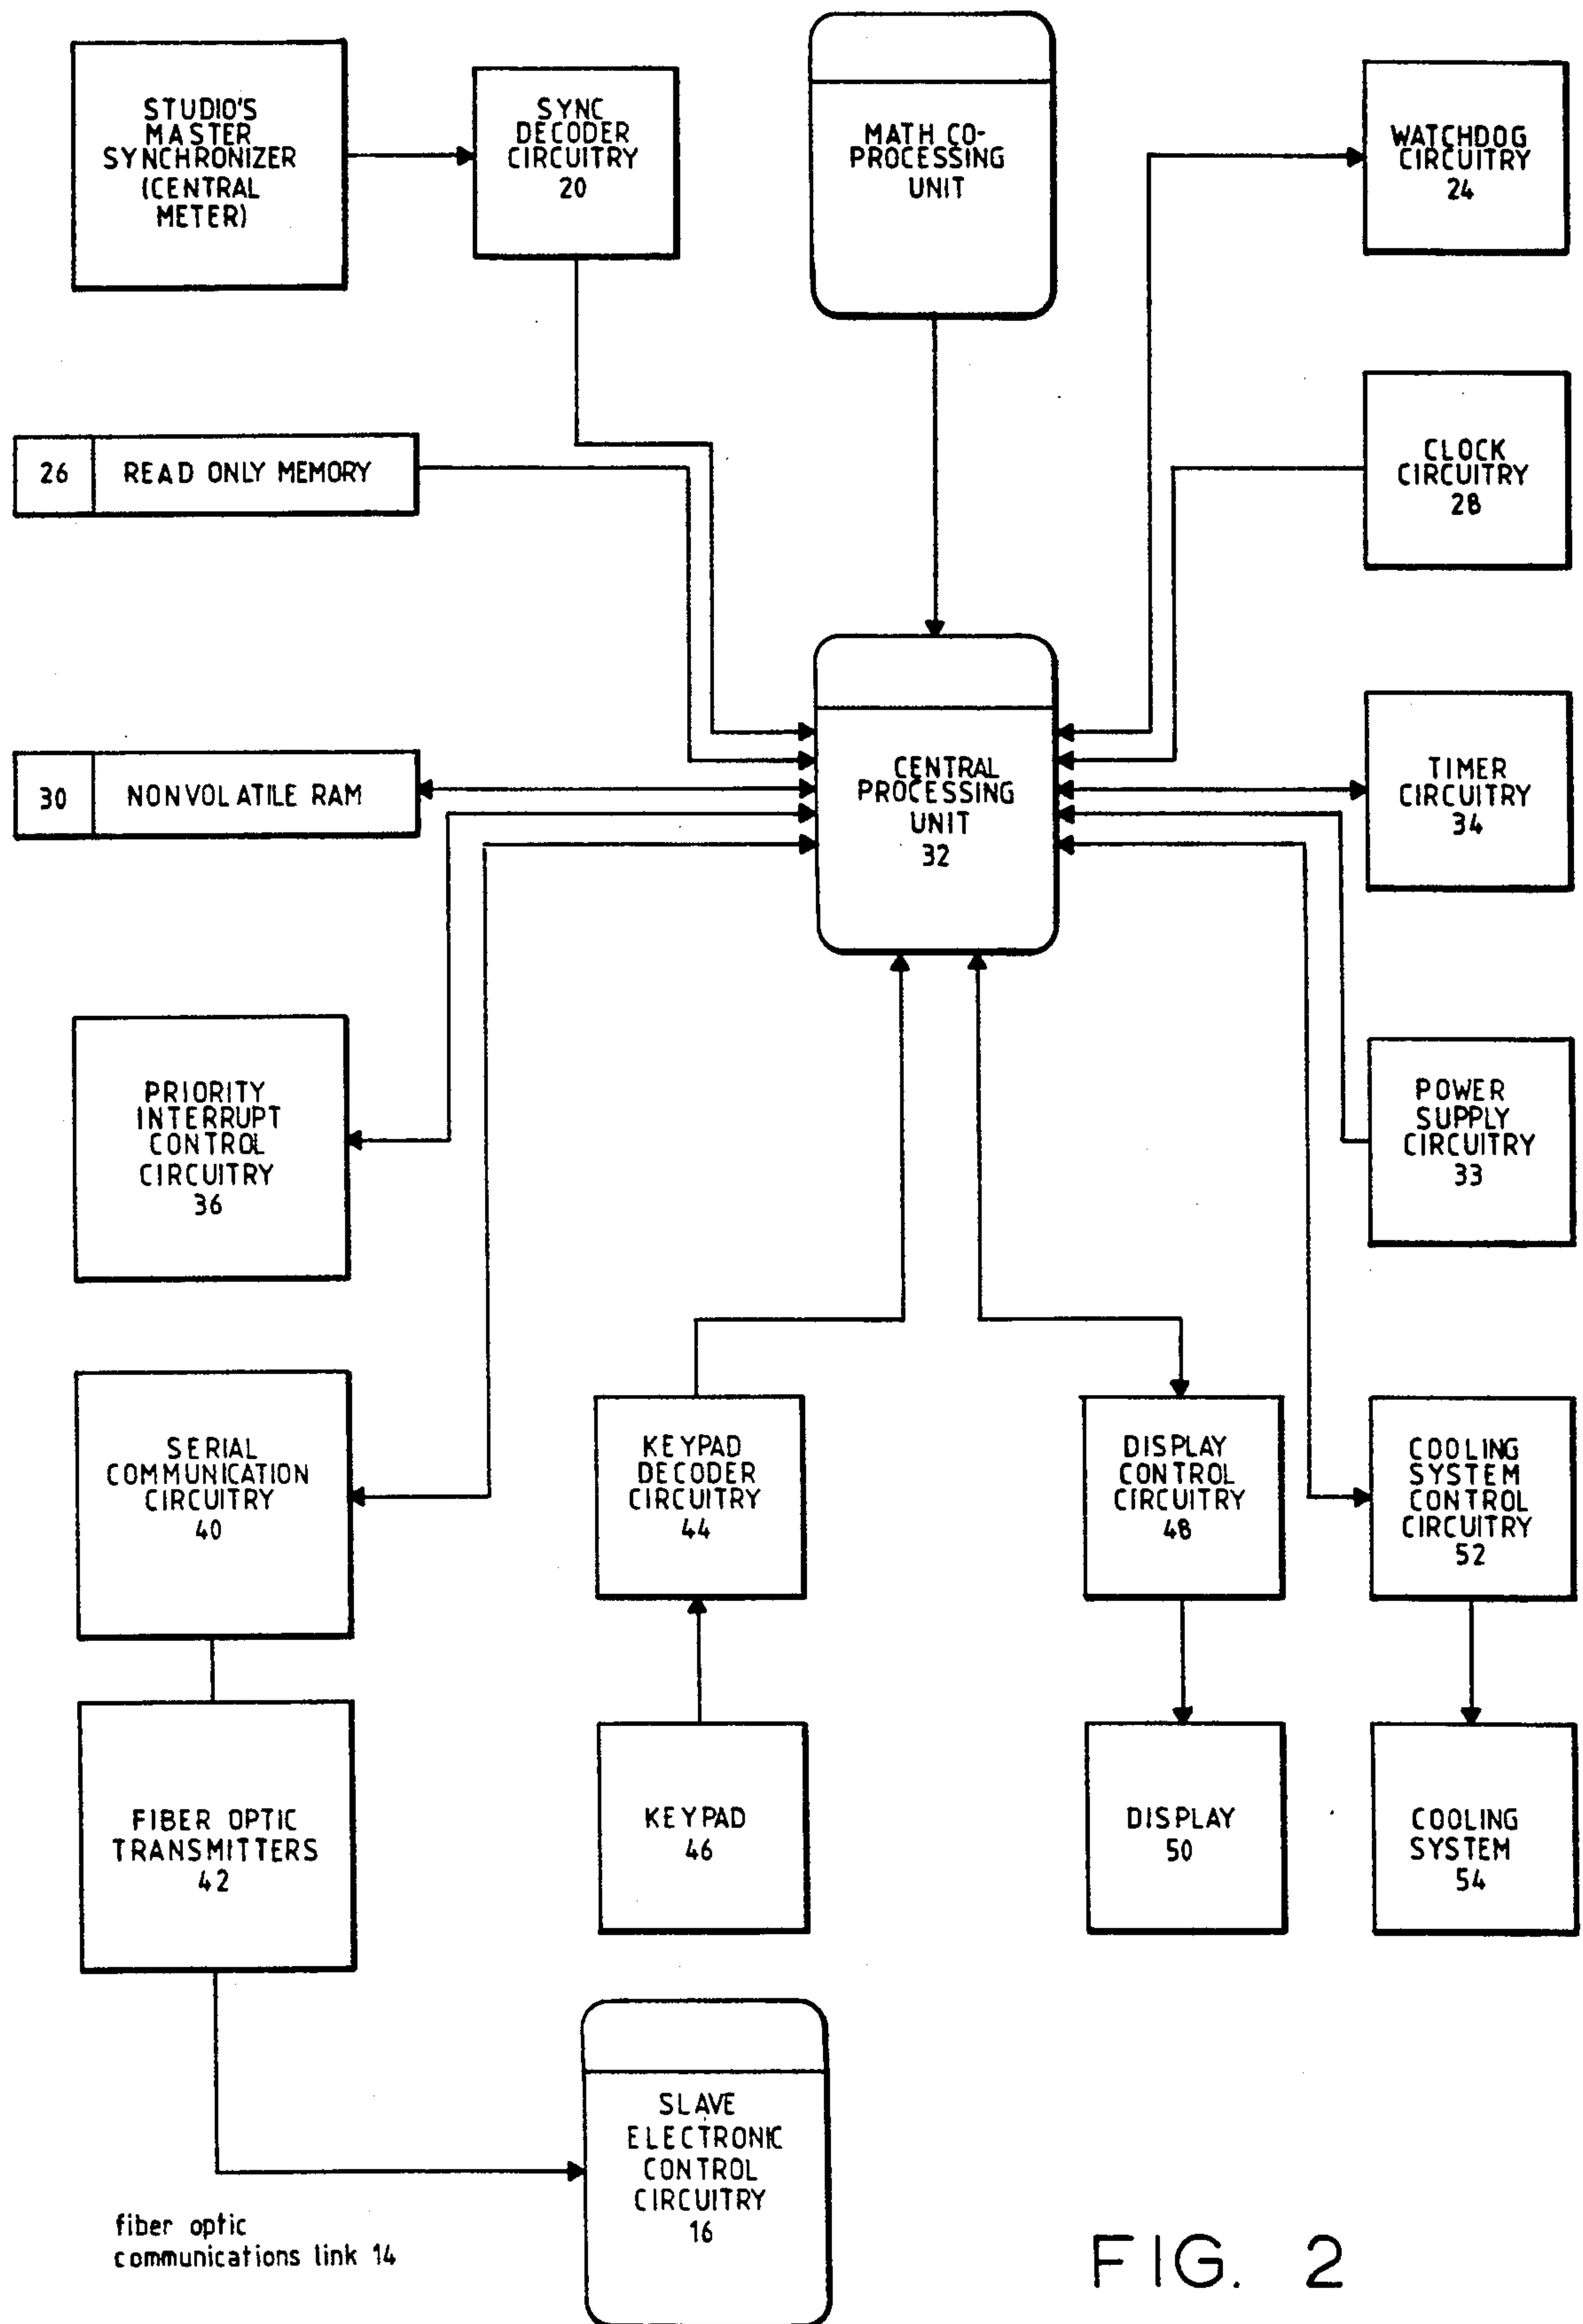 STUDIO'S
MASTER
SYNCHRONIZER
(CENTRAL
METER)
SYNC
DECODER
CIRCUITRY
20
MATH CO-
PROCESSING
UNIT
WATCHDOG
CIRCUITRY
24
26 READ ONLY MEMORY
CLOCK
CIRCUITRY
28
30 NONVOLATILE RAM
CENTRAL
PROCESSING
UNIT
32
TIMER
CIRCUITRY
34
PRIORITY
INTERRUPT
CONTROL
CIRCUITRY
36
POWER
SUPPLY
CIRCUITRY
33
SERIAL
COMMUNICATION
CIRCUITRY
40
KEYPAD
DECODER
CIRCUITRY
44
DISPLAY
CONTROL
CIRCUITRY
48
COOLING
SYSTEM
CONTROL
CIRCUITRY
52
FIBER OPTIC
TRANSMITTERS
42
KEYPAD
46
DISPLAY
50
COOLING
SYSTEM
54
SLAVE
ELECTRONIC
CONTROL
CIRCUITRY
16
fiber optic
communications link 14
FIG. 2